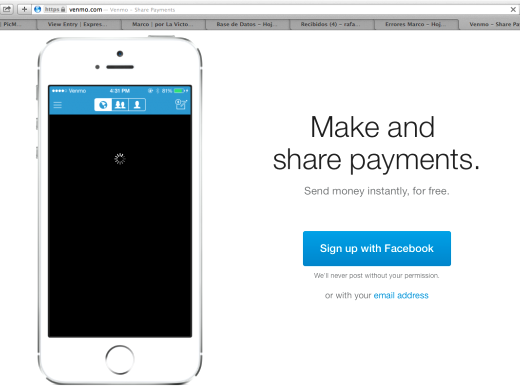 https venmo.com — Venmo – Share Payments
PicM...
View Entry | Expres...
Marco | por La Victo...
Base de Datos – Hoj...
Recibidos (4) – rafa...
Errores Marco – Hoj...
Venmo – Share Pa
Venmo
4:31 PM
81%
Make and
share payments.
Send money instantly, for free.
Sign up with Facebook
We'll never post without your permission.
or with your email address